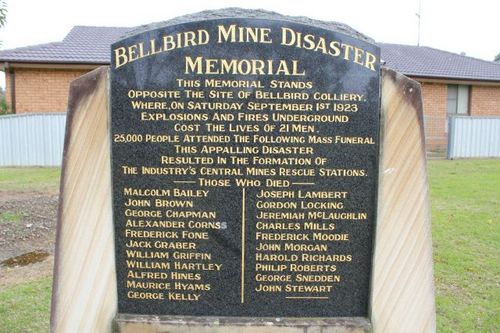 Bellbird Mine Disaster
Memorial
This Memorial Stands
Opposite The Site Of Bellbird Colliery.
Where, On Saturday September 1st 1923
Explosions And Fires Underground
Cost The Lives Of 21 Men.
25,000 People Attended The Following Mass Funeral
This Appalling Disaster
Resulted In The Formation Of
The Industry's Central Mines Rescue Stations.
Those Who Died
Malcolm Bailey
John Brown
George Chapman
Alexander Cornss
Frederick Fone
Jack Graber
William Griffin
William Hartley
Alfred Hines
Maurice Hyams
George Kelly
Joseph Lambert
Gordon Locking
Jeremiah McLaughlin
Charles Mills
Frederick Moodie
John Morgan
Harold Richards
Philip Roberts
George Snedden
John Stewart